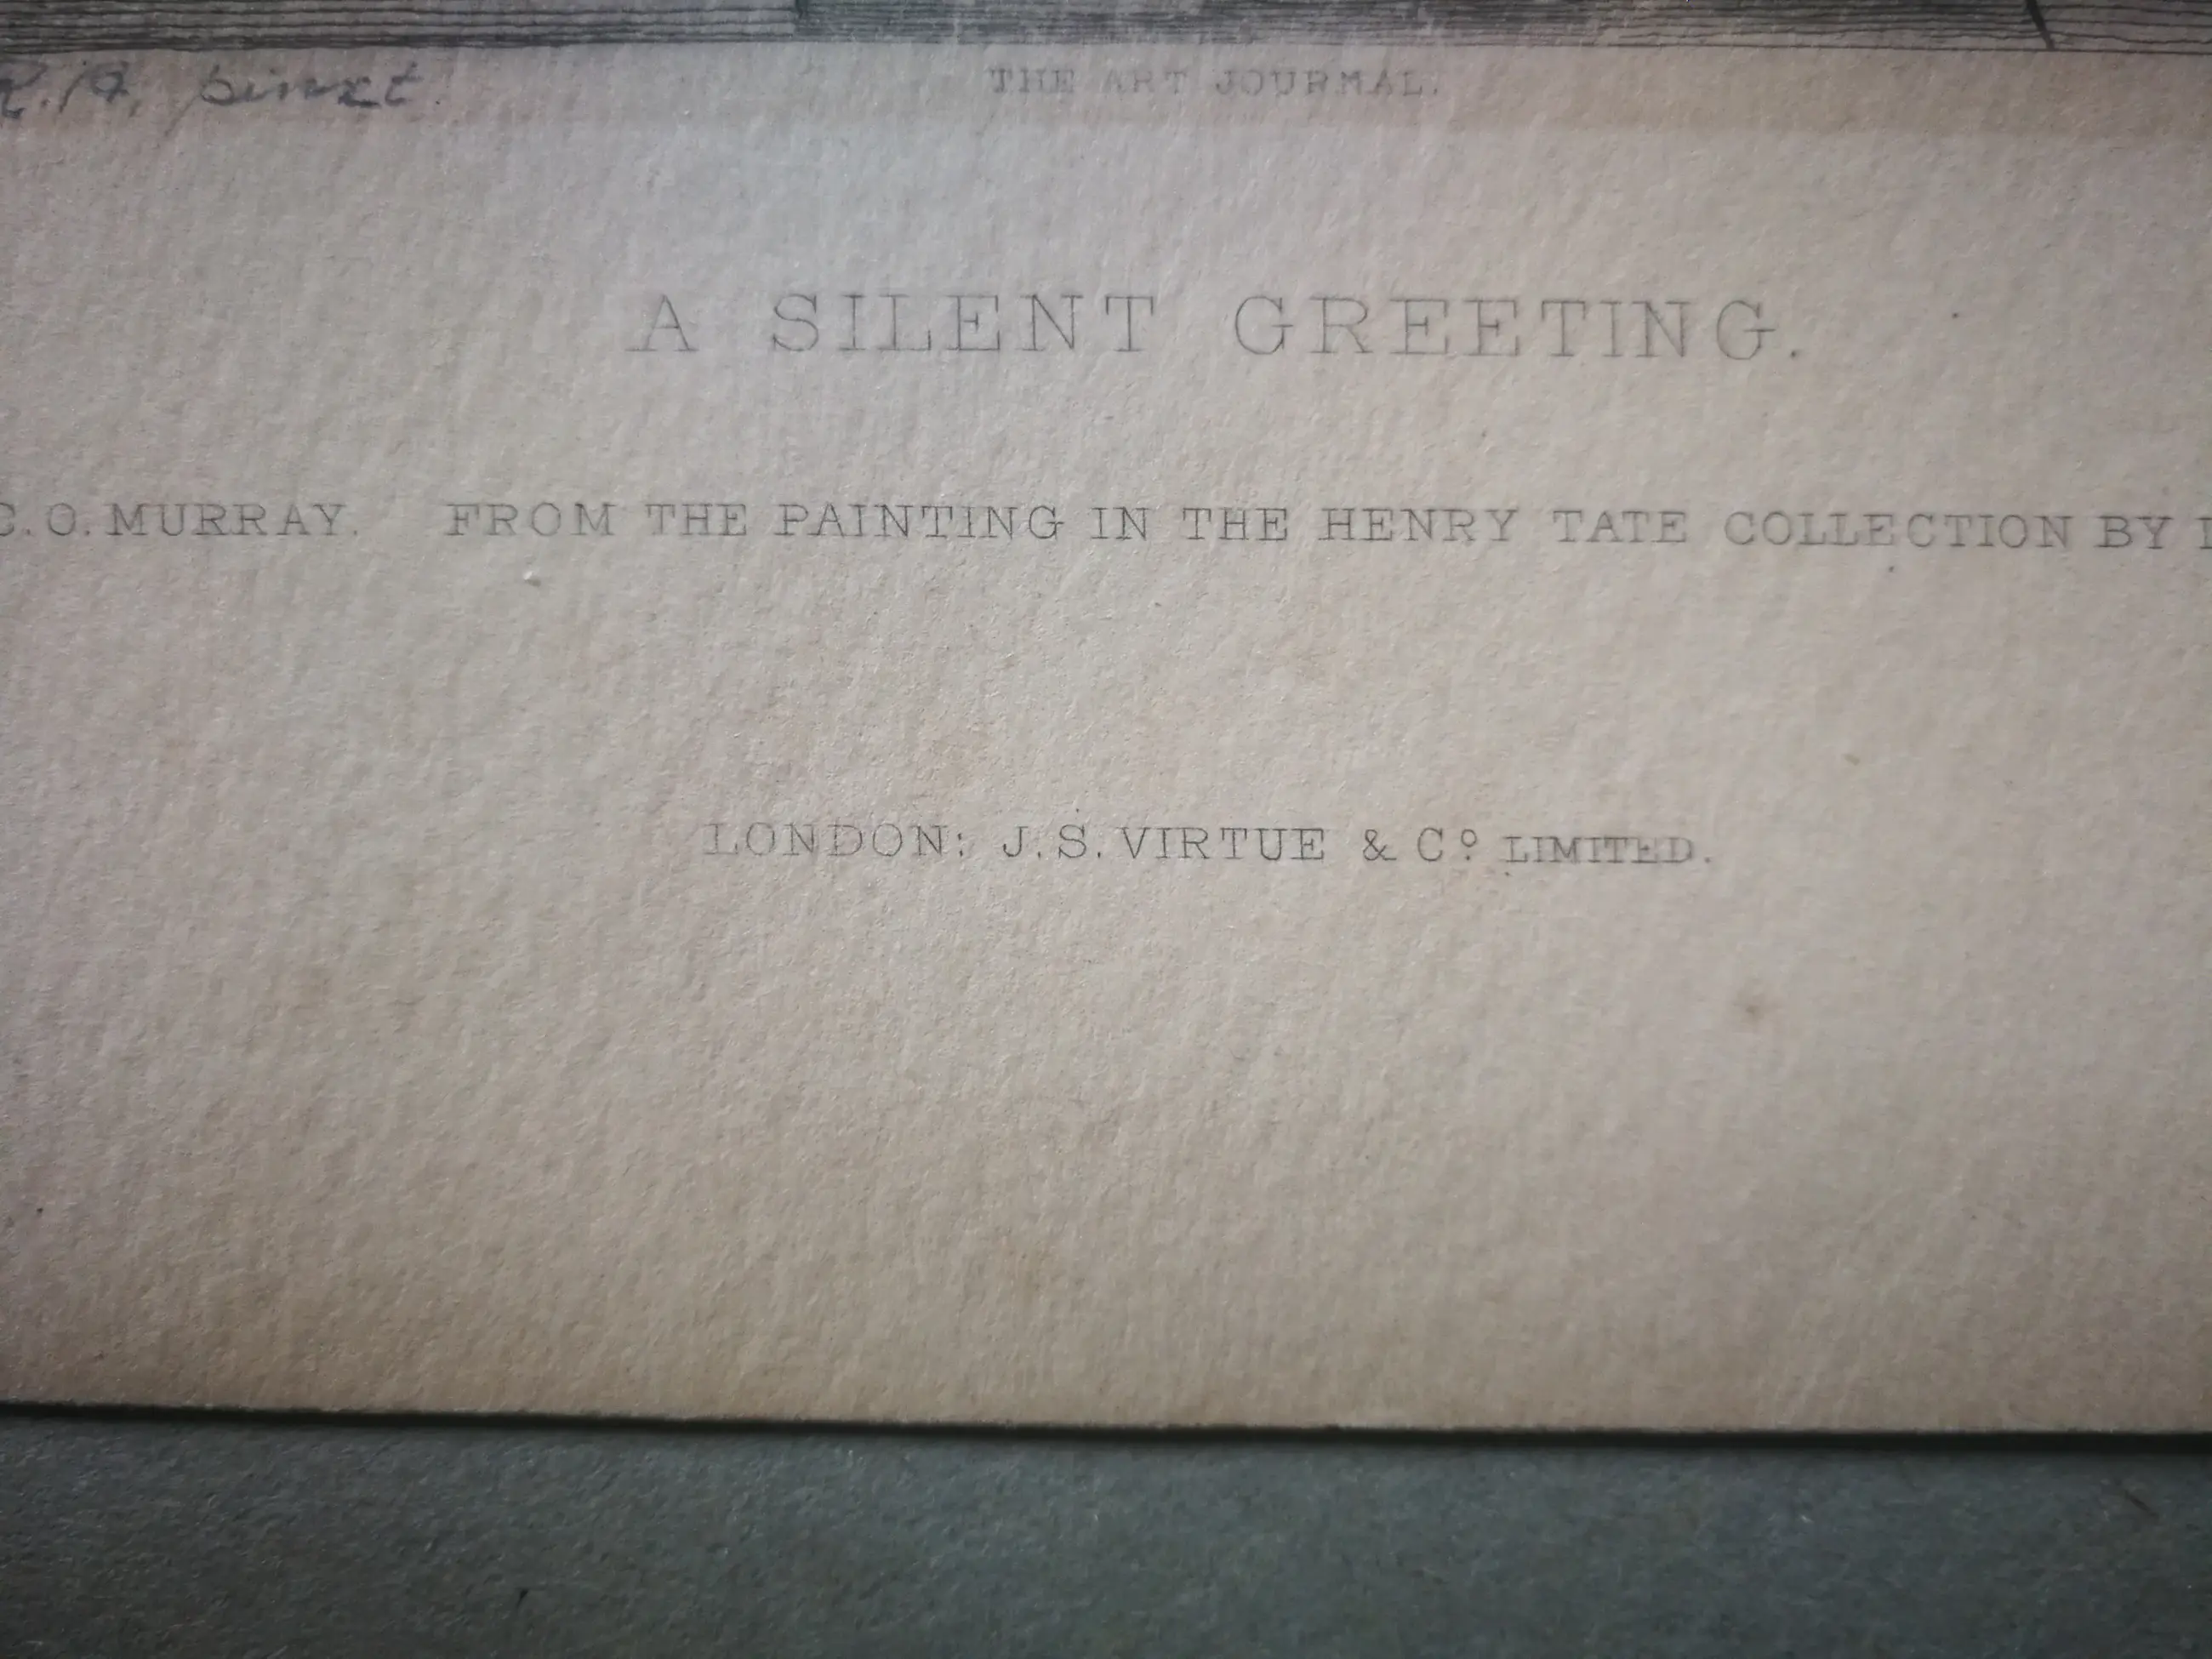 R.A, pinxt.
THE ART JOURNAL.
A SILENT GREETING.
C.O. MURRAY. FROM THE PAINTING IN THE HENRY TATE COLLECTION BY
LONDON: J.S. VIRTUE & Cº LIMITED.